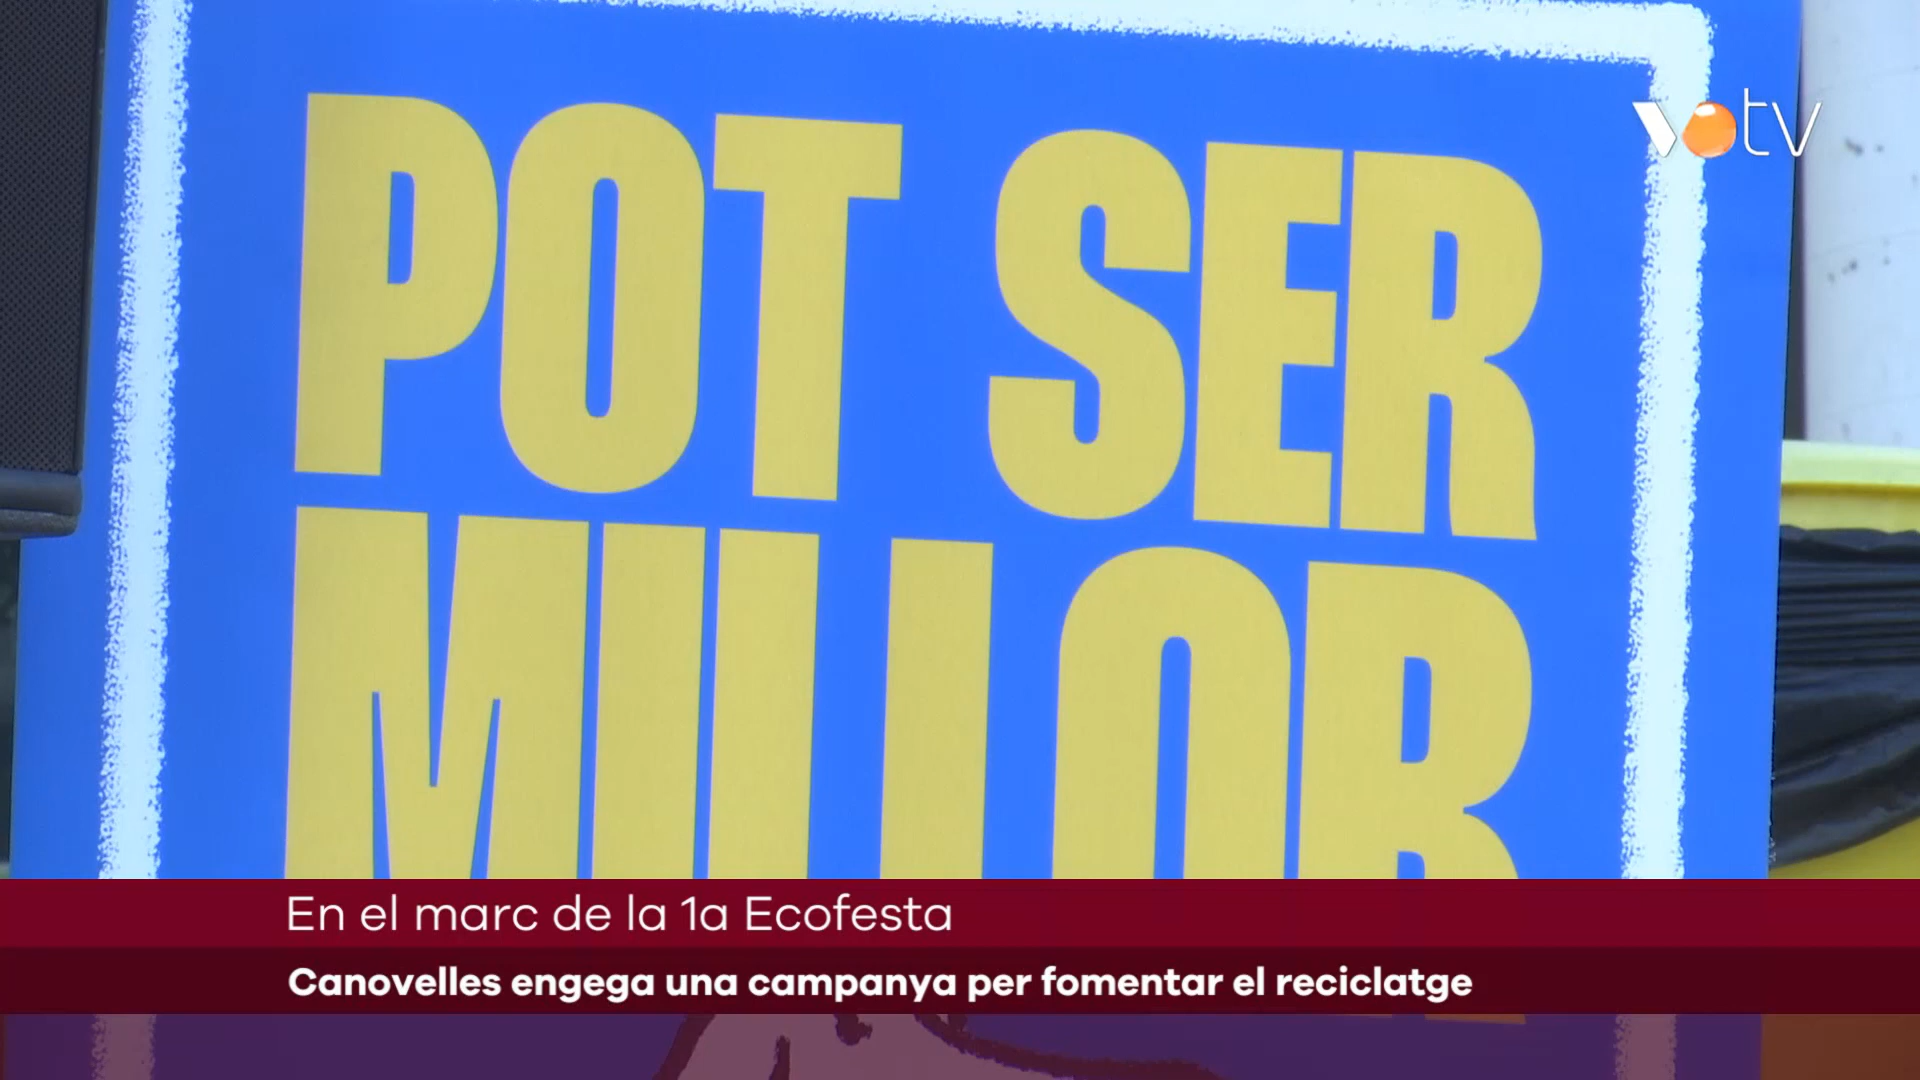 POT SER
MILLOR
votv
En el marc de la 1a Ecofesta
Canovelles engega una campanya per fomentar el reciclatge